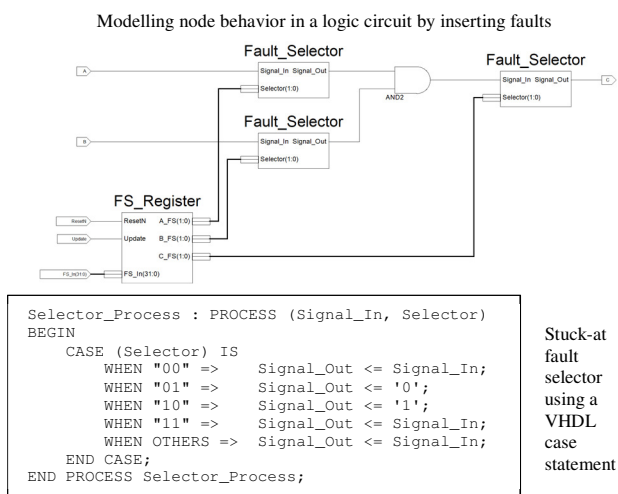 Modelling node behavior in a logic circuit by inserting faults
Fault_Selector
Signal_In Signal_Out
Selector(1:0)
A
Fault_Selector
Signal_In Signal_Out
Selector(1:0)
C
AND2
Fault_Selector
Signal_In Signal_Out
Selector(1:0)
B
FS_Register
ResetN
ResetN A_FS(1:0)
Update
Update B_FS(1:0)
C_FS(1:0)
FS_In(31:0)
FS_In(31:0)
Selector_Process : PROCESS (Signal_In, Selector)
BEGIN
CASE (Selector) IS
WHEN "00" => Signal_Out <= Signal_In;
WHEN "01" => Signal_Out <= '0';
WHEN "10" => Signal_Out <= '1';
WHEN "11" => Signal_Out <= Signal_In;
WHEN OTHERS => Signal_Out <= Signal_In;
END CASE;
END PROCESS Selector_Process;
Stuck-at
fault
selector
using a
VHDL
case
statement